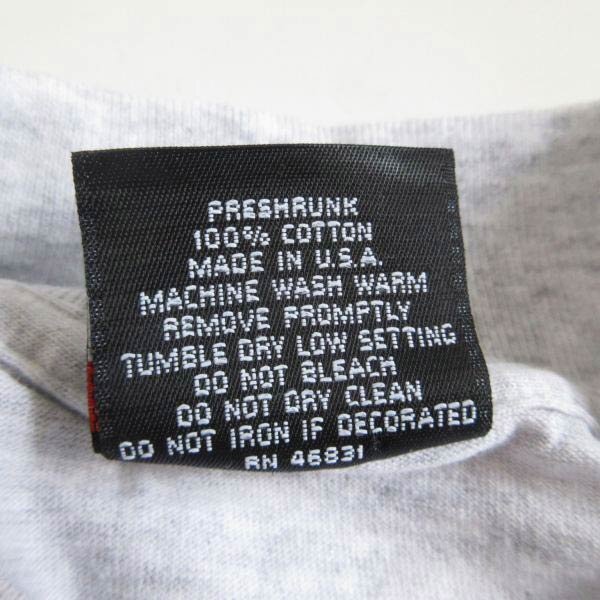 PRESHRUNK
100% COTTON
MADE IN U.S.A.
MACHINE WASH WARM
REMOVE PROMPTLY
TUMBLE DRY LOW SETTING
DO NOT BLEACH
DO NOT DRY CLEAN
DO NOT IRON IF DECORATED
RN 46831